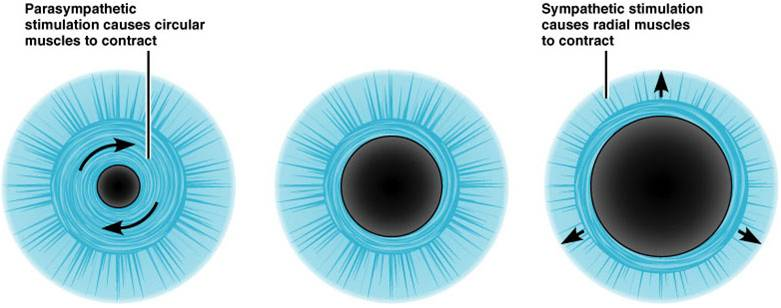 Parasympathetic
stimulation causes circular
muscles to contract
Sympathetic stimulation
causes radial muscles
to contract